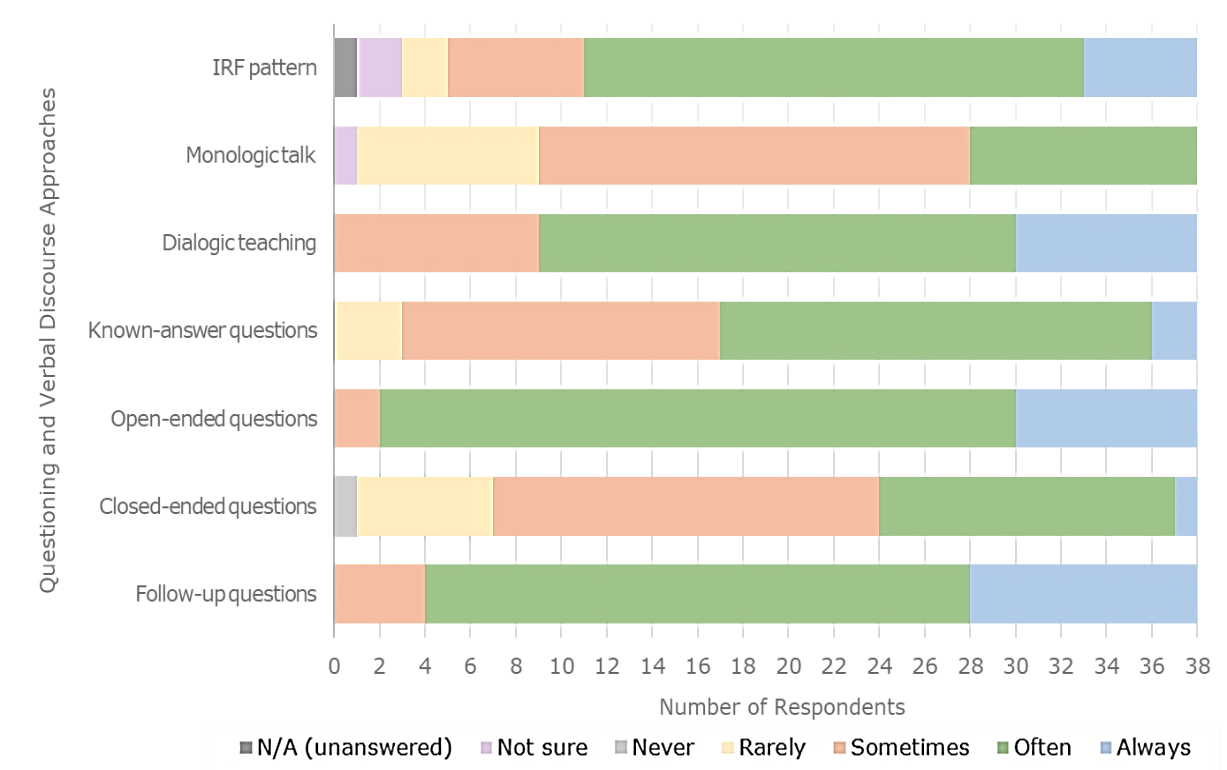 Questioning and Verbal Discourse Approaches
IRF pattern
Monologic talk
Dialogic teaching
Known-answer questions
Open-ended questions
Closed-ended questions
Follow-up questions
0 2 4 6 8 10 12 14 16 18 20 22 24 26 28 30 32 34 36 38
Number of Respondents
N/A (unanswered) Not sure Never Rarely Sometimes Often Always